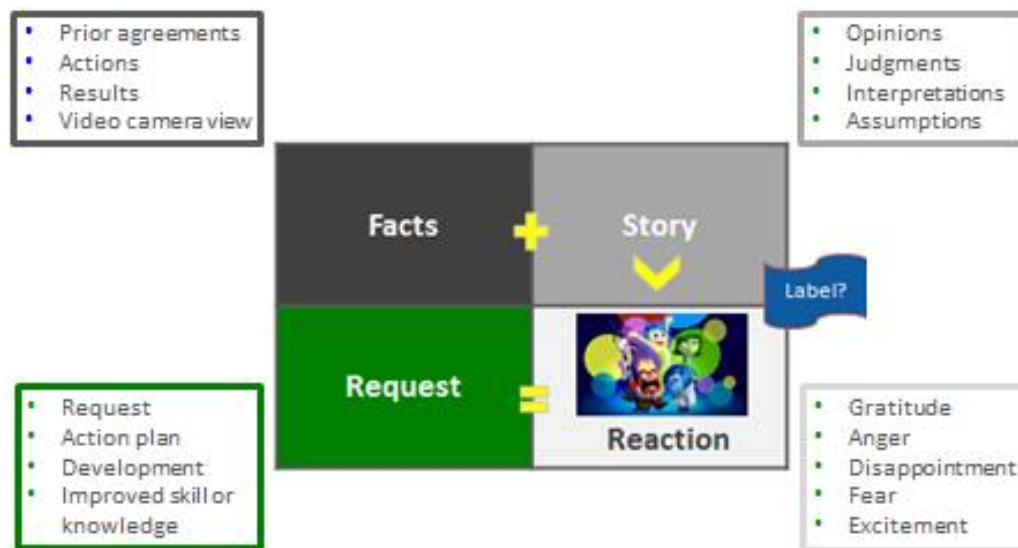 Prior agreements
Actions
Results
Video camera view
Opinions
Judgments
Interpretations
Assumptions
Facts
Story
Label?
Request
Reaction
Request
Action plan
Development
Improved skill or
knowledge
Gratitude
Anger
Disappointment
Fear
Excitement